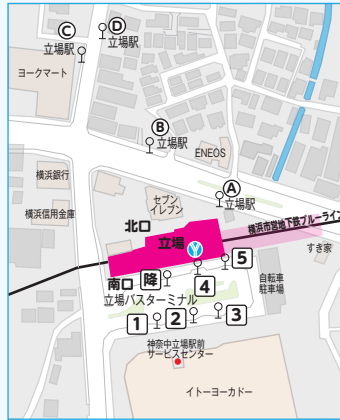 Ⓓ
立場駅
Ⓒ
立場駅
ヨークマート
Ⓑ
立場駅
ENEOS
横浜銀行
Ⓐ
立場駅
セブン
イレブン
横浜信用金庫
北口
横浜市営地下鉄ブルーライン
立場
すき家
5
降
4
南口
自転車
駐車場
立場バスターミナル
1
2
3
神奈中立場駅前
サービスセンター
イトーヨーカドー